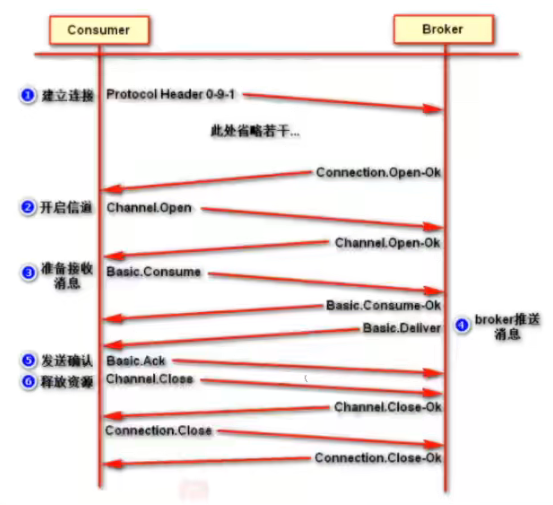 Consumer
Broker
1 建立连接 Protocol Header 0-9-1
此处省略若干...
Connection.Open-Ok
2 开启信道 Channel.Open
Channel.Open-Ok
3 准备接收
消息
Basic.Consume
Basic.Consume-Ok
4 broker推送
消息
Basic.Deliver
5 发送确认 Basic.Ack
6 释放资源 Channel.Close
Channel.Close-Ok
Connection.Close
Connection.Close-Ok